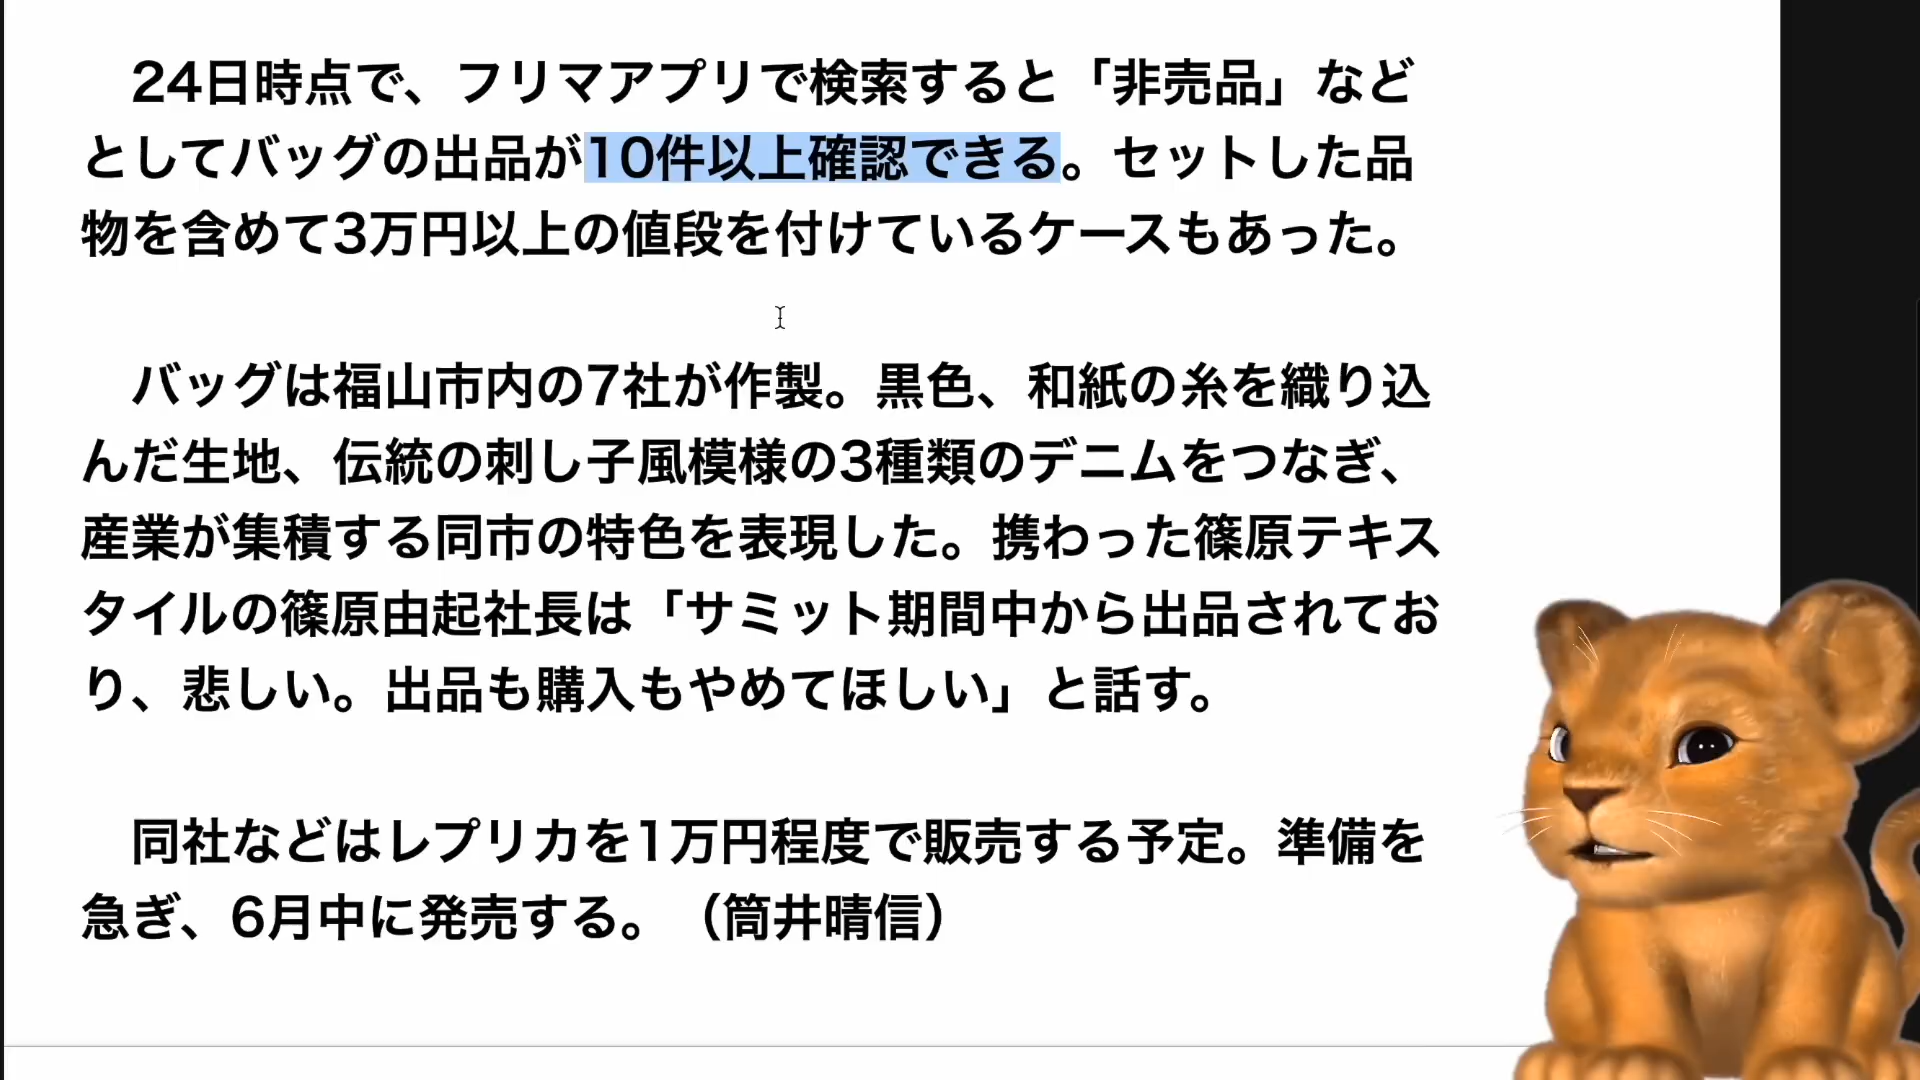 24日時点で、フリマアプリで検索すると「非売品」など
としてバッグの出品が10件以上確認できる。セットした品
物を含めて3万円以上の値段を付けているケースもあった。
バッグは福山市内の7社が作製。黒色、和紙の糸を織り込
んだ生地、伝統の刺し子風模様の3種類のデニムをつなぎ、
産業が集積する同市の特色を表現した。携わった篠原テキス
タイルの篠原由起社長は「サミット期間中から出品されてお
り、悲しい。出品も購入もやめてほしい」と話す。
同社などはレプリカを1万円程度で販売する予定。準備を
急ぎ、6月中に発売する。（筒井晴信）